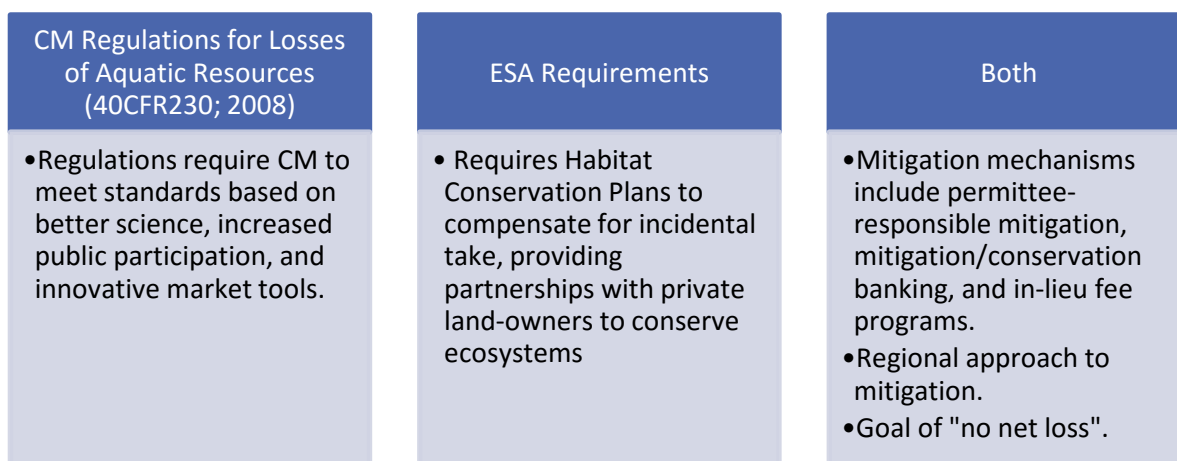 CM Regulations for Losses
of Aquatic Resources
(40CFR230; 2008)
•Regulations require CM to
meet standards based on
better science, increased
public participation, and
innovative market tools.
ESA Requirements
• Requires Habitat
Conservation Plans to
compensate for incidental
take, providing
partnerships with private
land-owners to conserve
ecosystems
Both
•Mitigation mechanisms
include permittee-
responsible mitigation,
mitigation/conservation
banking, and in-lieu fee
programs.
•Regional approach to
mitigation.
•Goal of "no net loss".